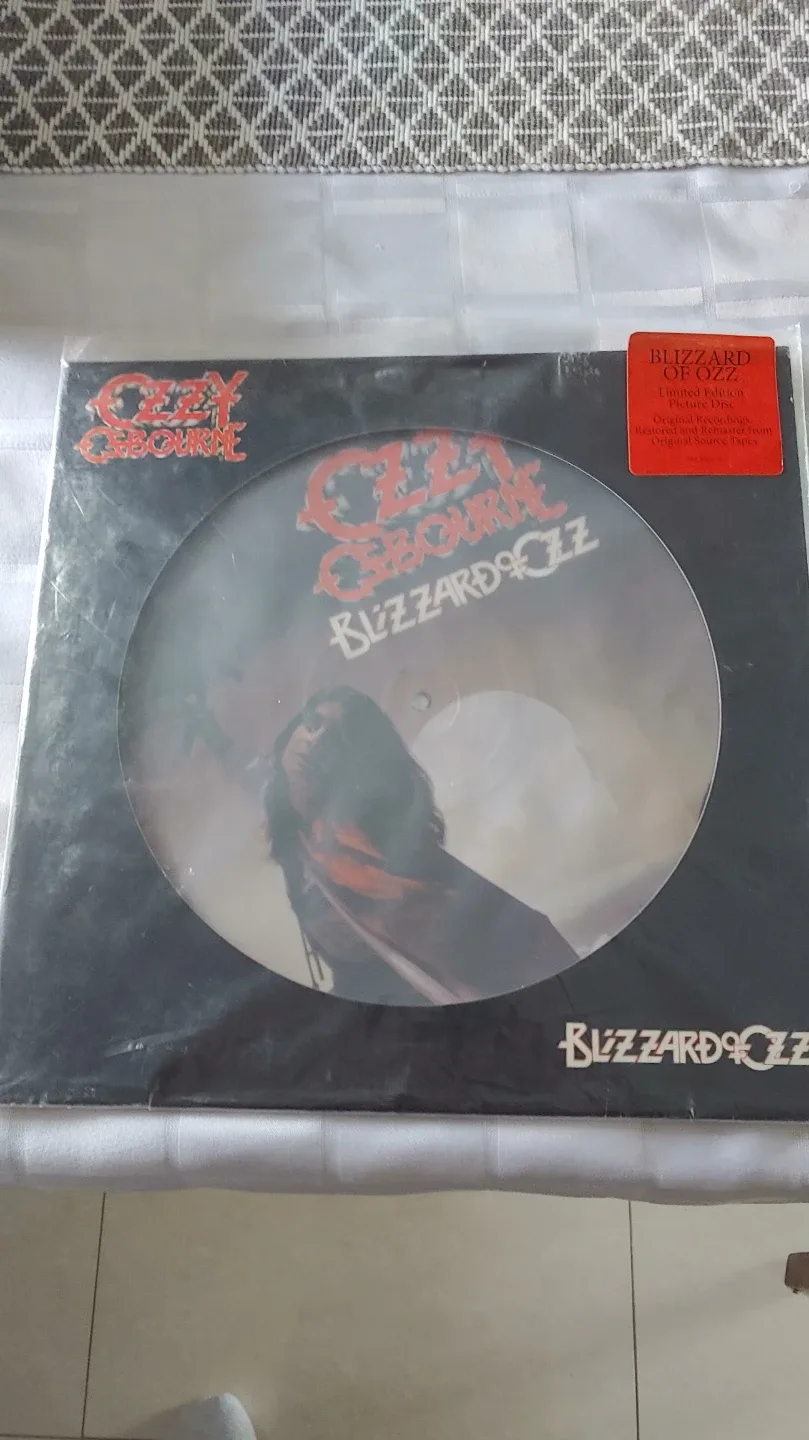 OZZY
OSBOURNE
BLIZZARD
OF OZZ
Limited Edition
Picture Disc
Original Recordings.
Restored and Remaster from
Original Source Tapes
OZZY
OSBOURNE
BLIZZARD OF OZZ
BLIZZARD OF OZZ